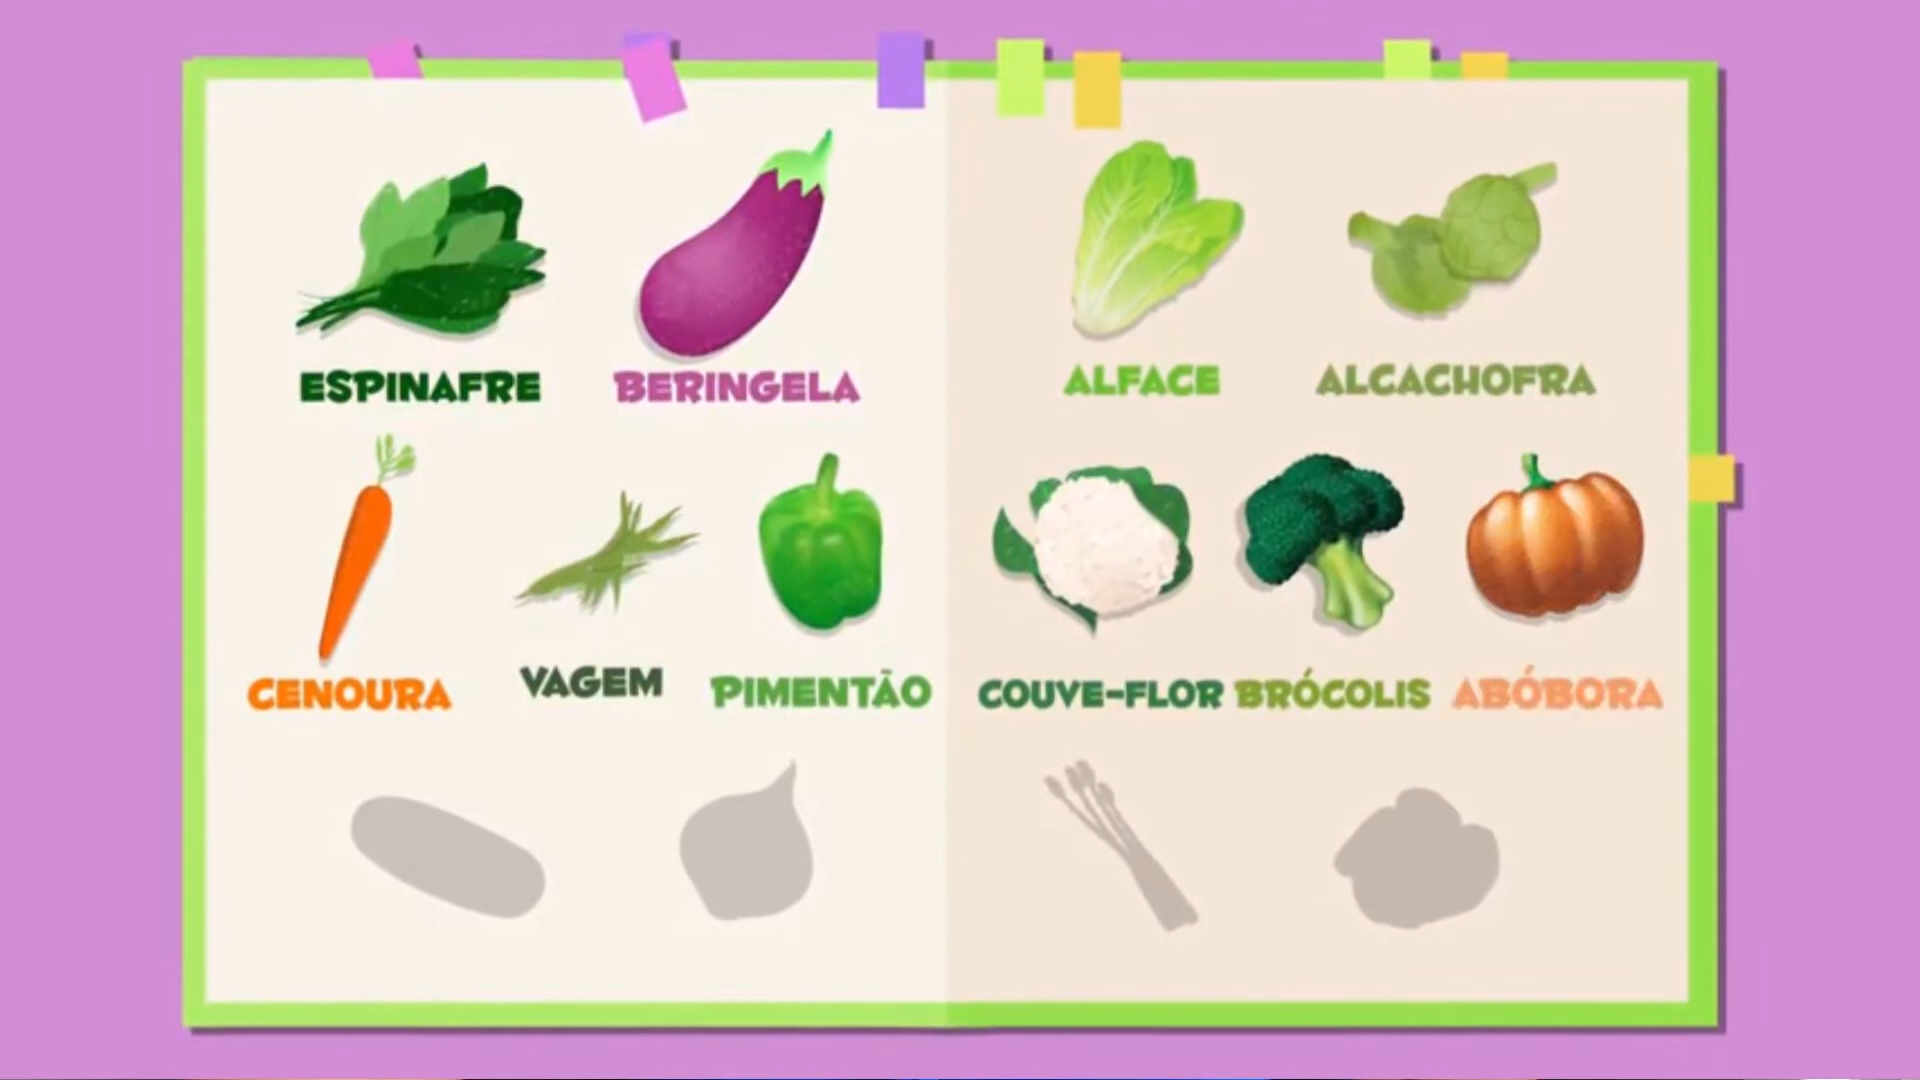 ESPINAFRE
BERINGELA
CENOURA
VAGEM
PIMENTÃO
ALFACE
ALCACHOFRA
COUVE-FLOR
BRÓCOLIS
ABÓBORA